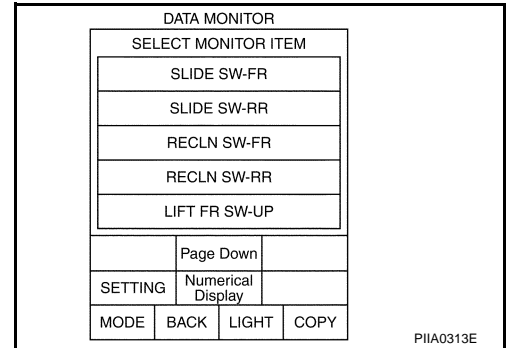 DATA MONITOR
SELECT MONITOR ITEM
SLIDE SW-FR
SLIDE SW-RR
RECLN SW-FR
RECLN SW-RR
LIFT FR SW-UP
Page Down
SETTING
Numerical
Display
MODE BACK LIGHT COPY
PIIA0313E